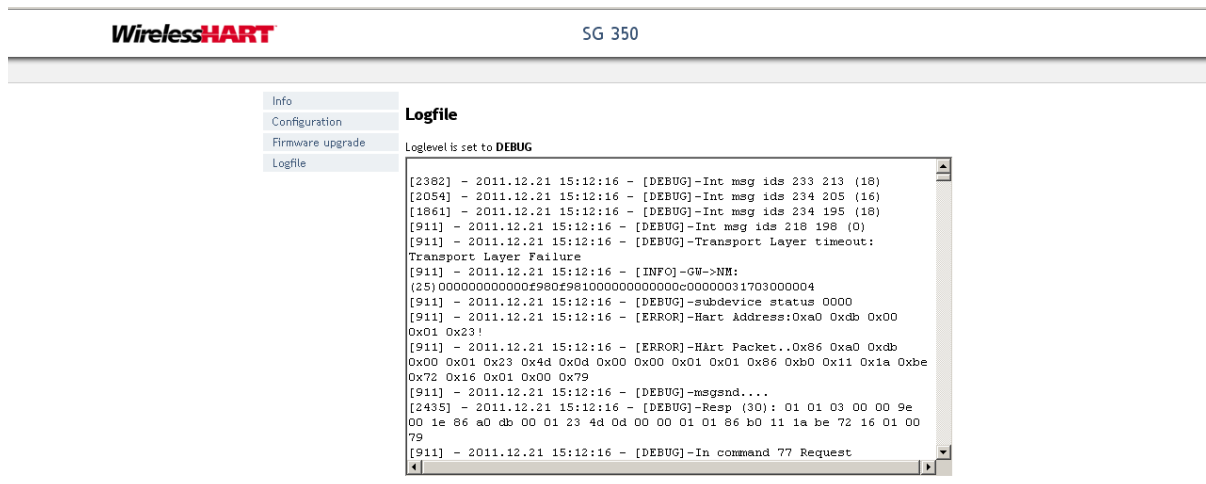 WirelessHART
SG 350
Info
Configuration
Firmware upgrade
Logfile
Logfile
Loglevel is set to DEBUG
[2382] - 2011.12.21 15:12:16 - [DEBUG]-Int msg ids 233 213 (18)
[2054] - 2011.12.21 15:12:16 - [DEBUG]-Int msg ids 234 205 (16)
[1861] - 2011.12.21 15:12:16 - [DEBUG]-Int msg ids 234 195 (18)
[911] - 2011.12.21 15:12:16 - [DEBUG]-Int msg ids 218 198 (0)
[911] - 2011.12.21 15:12:16 - [DEBUG]-Transport Layer timeout:
Transport Layer Failure
[911] - 2011.12.21 15:12:16 - [INFO]-GW->NM:
(25)000000000000f980f981000000000000c00000031703000004
[911] - 2011.12.21 15:12:16 - [DEBUG]-subdevice status 0000
[911] - 2011.12.21 15:12:16 - [ERROR]-Hart Address:0xa0 0xdb 0x00
0x01 0x23!
[911] - 2011.12.21 15:12:16 - [ERROR]-HArt Packet..0x86 0xa0 0xdb
0x00 0x01 0x23 0x4d 0x0d 0x00 0x00 0x01 0x01 0x86 0xb0 0x11 0x1a 0xbe
0x72 0x16 0x01 0x00 0x79
[911] - 2011.12.21 15:12:16 - [DEBUG]-msgsnd....
[2435] - 2011.12.21 15:12:16 - [DEBUG]-Resp (30): 01 01 03 00 00 9e
00 1e 86 a0 db 00 01 23 4d 0d 00 00 01 01 86 b0 11 1a be 72 16 01 00
79
[911] - 2011.12.21 15:12:16 - [DEBUG]-In command 77 Request